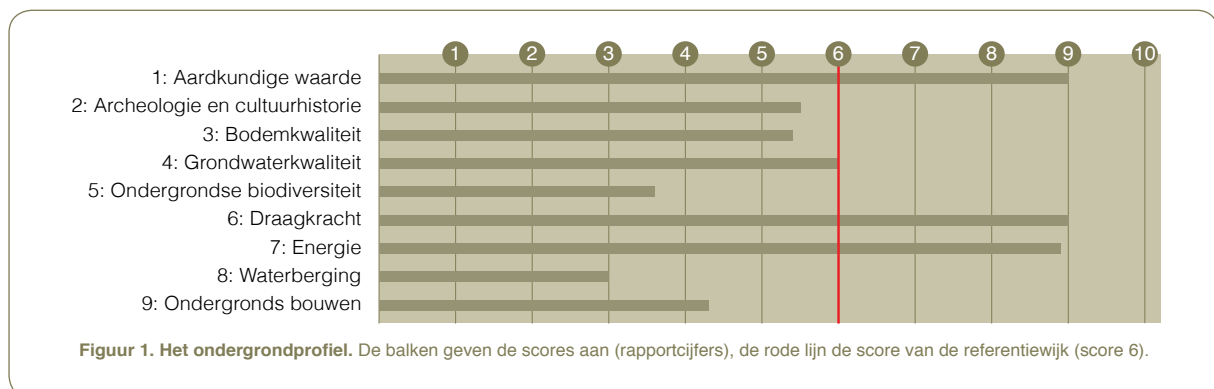 1 2 3 4 5 6 7 8 9 10
1: Aardkundige waarde
2: Archeologie en cultuurhistorie
3: Bodemkwaliteit
4: Grondwaterkwaliteit
5: Ondergrondse biodiversiteit
6: Draagkracht
7: Energie
8: Waterberging
9: Ondergronds bouwen
Figuur 1. Het ondergrondprofiel. De balken geven de scores aan (rapportcijfers), de rode lijn de score van de referentiewijk (score 6).